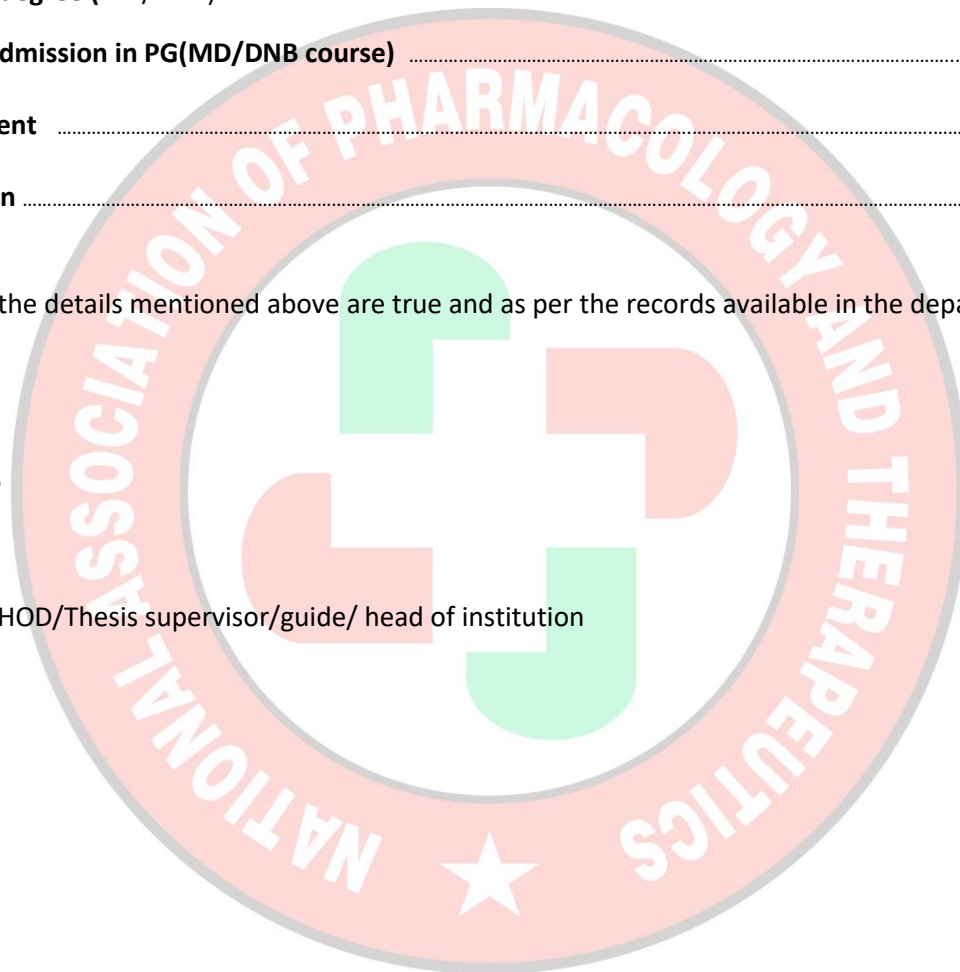 dmission in PG(MD/DNB course) ........................................................................
ent ........................................................................
n ........................................................................
the details mentioned above are true and as per the records available in the depa
HOD/Thesis supervisor/guide/ head of institution
NATIONAL ASSOCIATION OF PHARMACOLOGY AND THERAPEUTICS